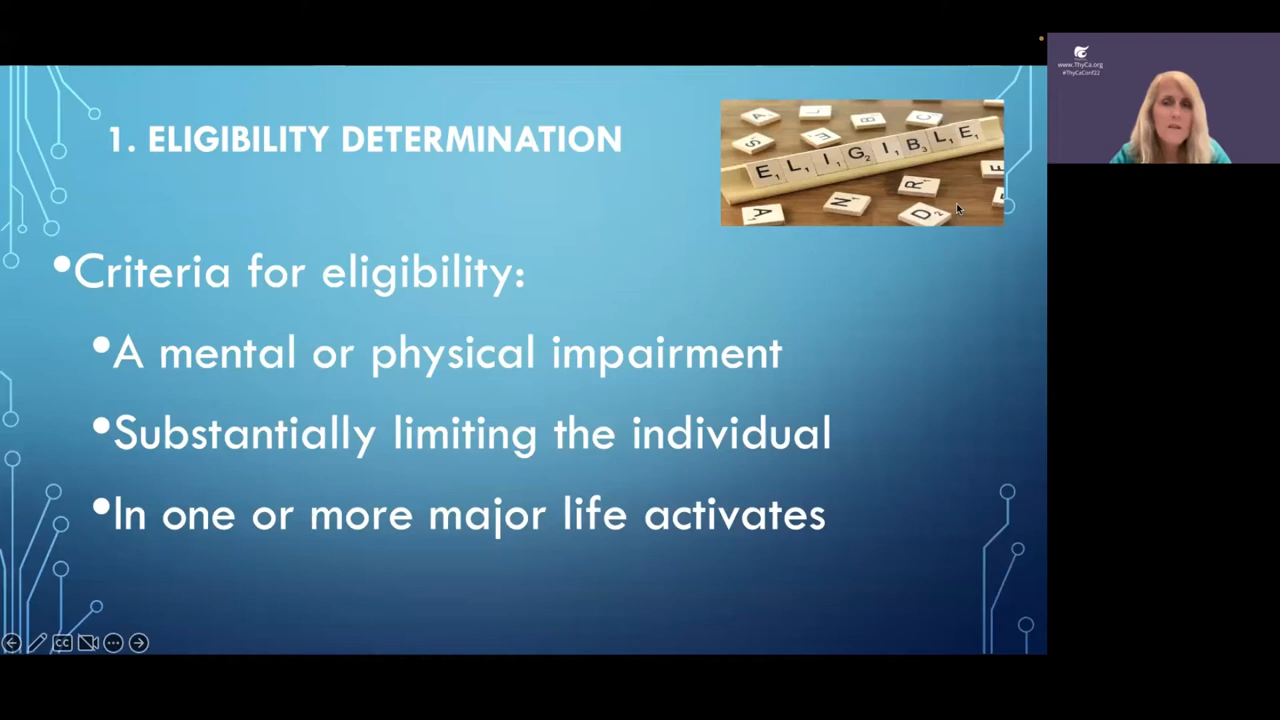 1. ELIGIBILITY DETERMINATION
ELIGIBLE
•Criteria for eligibility:
•A mental or physical impairment
•Substantially limiting the individual
•In one or more major life activates
www.ThyCa.org
#ThyCaConf22
CC